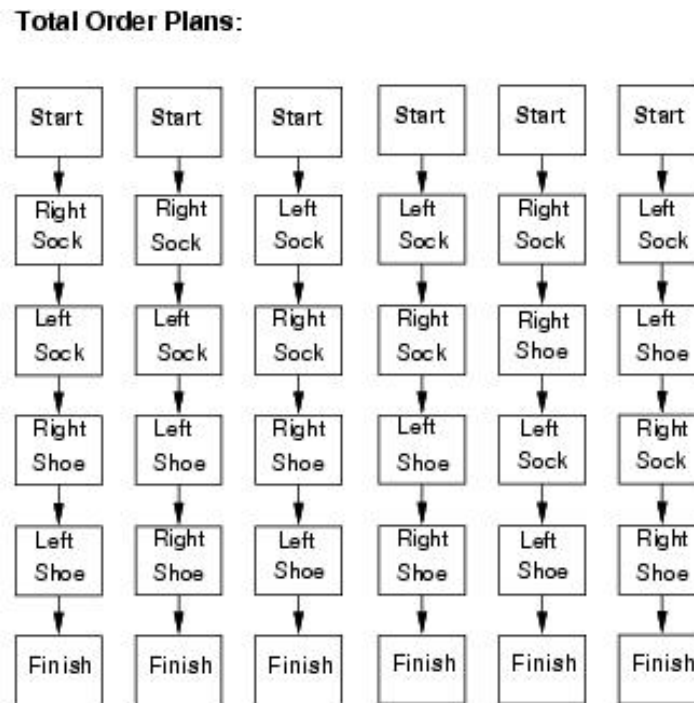 Total Order Plans:
Start Start Start Start Start Start
Right Right Left Left Right Left
Sock Sock Sock Sock Sock Sock
Left Left Right Right Right Left
Sock Sock Sock Sock Shoe Shoe
Right Left Right Left Left Right
Shoe Shoe Shoe Shoe Sock Sock
Left Right Left Right Left Right
Shoe Shoe Shoe Shoe Shoe Shoe
Finish Finish Finish Finish Finish Finish